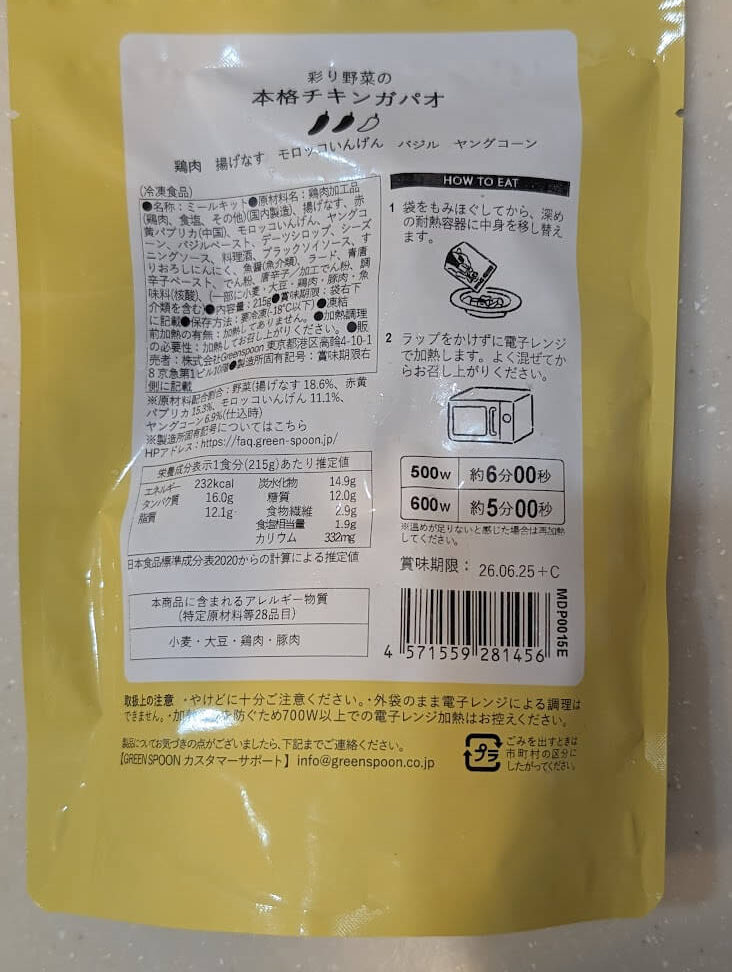 彩り野菜の
本格チキンガパオ
鶏肉 揚げなす モロッコいんげん バジル ヤングコーン
(冷凍食品)
●名称：ミールキット●原材料名：鶏肉加工品
(鶏肉、食塩、その他)(国内製造)、揚げなす、赤
黄パプリカ(中国)、モロッコいんげん、ヤングコ
ーン、バジルペースト、デーツシロップ、シーズ
ニングソース、料理酒、ブラックソイソース、す
りおろしにんにく、魚醤(魚介類)、ラード、青唐
辛子ペースト、でん粉、唐辛子／加工でん粉、調
味料(核酸)、(一部に小麦・大豆・鶏肉・豚肉・魚
介類を含む)●内容量：215g●賞味期限：袋右下
に記載●保存方法：要冷凍(-18℃以下)●凍結
前加熱の有無：加熱してありません。●加熱調理
の必要性：加熱してお召し上がりください。●販
売者：株式会社Greenspoon 東京都港区高輪4-10-1
8 京急第1ビル10階●製造所固有記号：賞味期限右
側に記載
※原材料配合割合：野菜(揚げなす 18.6%、赤黄
パプリカ 15.3%、モロッコいんげん 11.1%、
ヤングコーン 6.9%(仕込時)
※製造所固有記号についてはこちら
HPアドレス：https://faq.green-spoon.jp/
栄養成分表示1食分(215g)あたり推定値
エネルギー 232kcal 炭水化物 14.9g
タンパク質 16.0g 糖質 12.0g
脂質 12.1g 食物繊維 2.9g
食塩相当量 1.9g
カリウム 332mg
日本食品標準成分表2020からの計算による推定値
本商品に含まれるアレルギー物質
(特定原材料等28品目)
小麦・大豆・鶏肉・豚肉
HOW TO EAT
1 袋をもみほぐしてから、深め
の耐熱容器に中身を移し替え
ます。
2 ラップをかけずに電子レンジ
で加熱します。よく混ぜてか
らお召し上がりください。
500w 約6分00秒
600w 約5分00秒
※温めが足りないと感じた場合は再加熱
してください。
賞味期限： 26.06.25+C
MDP0015E
4 571559 281456
取扱上の注意 ・やけどに十分ご注意ください。・外袋のまま電子レンジによる調理は
できません。・加 を防ぐため700W以上での電子レンジ加熱はお控えください。
製品についてお気づきの点がございましたら、下記までご連絡ください。
【GREEN SPOON カスタマーサポート】 info@greenspoon.co.jp
プラ
ごみを出すときは
市町村の区分に
したがってください。